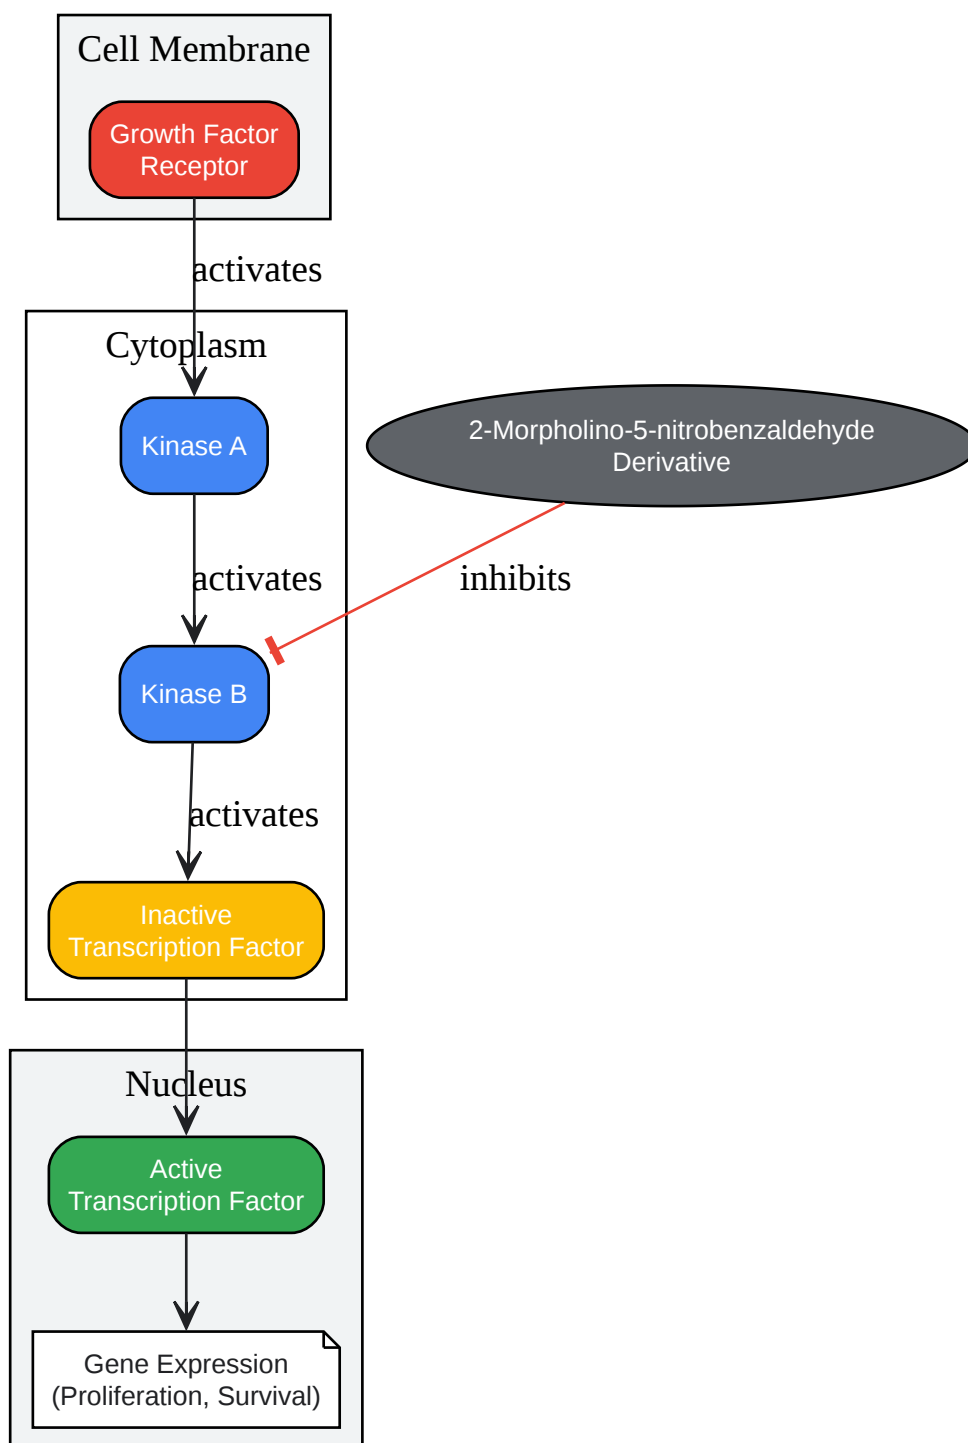 Cell Membrane
Growth Factor
Receptor
activates
Cytoplasm
Kinase A
2-Morpholino-5-nitrobenzaldehyde
Derivative
activates
inhibits
Kinase B
activates
Inactive
Transcription Factor
Nucleus
Active
Transcription Factor
Gene Expression
(Proliferation, Survival)